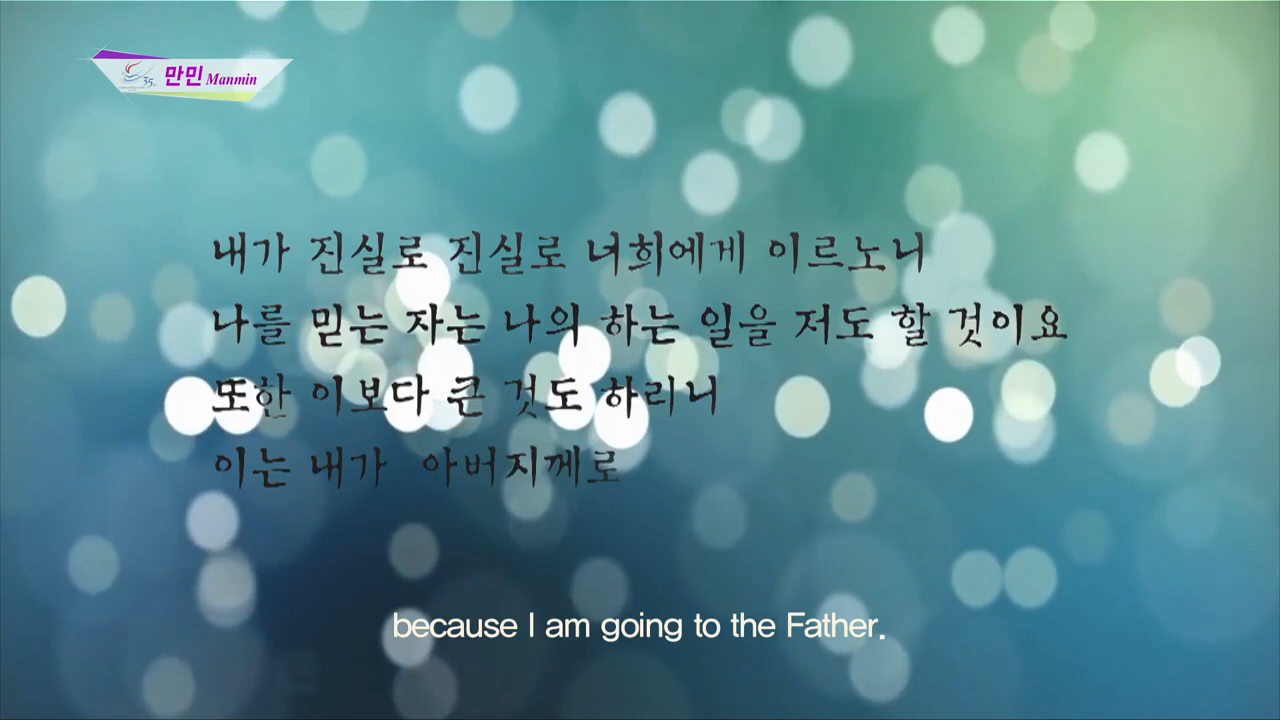 35
만민 Manmin
내가 진실로 진실로 너희에게 이르노니
나를 믿는 자는 나의 하는 일을 저도 할 것이요
또한 이보다 큰 것도 하리니
이는 내가 아버지께로
because I am going to the Father.